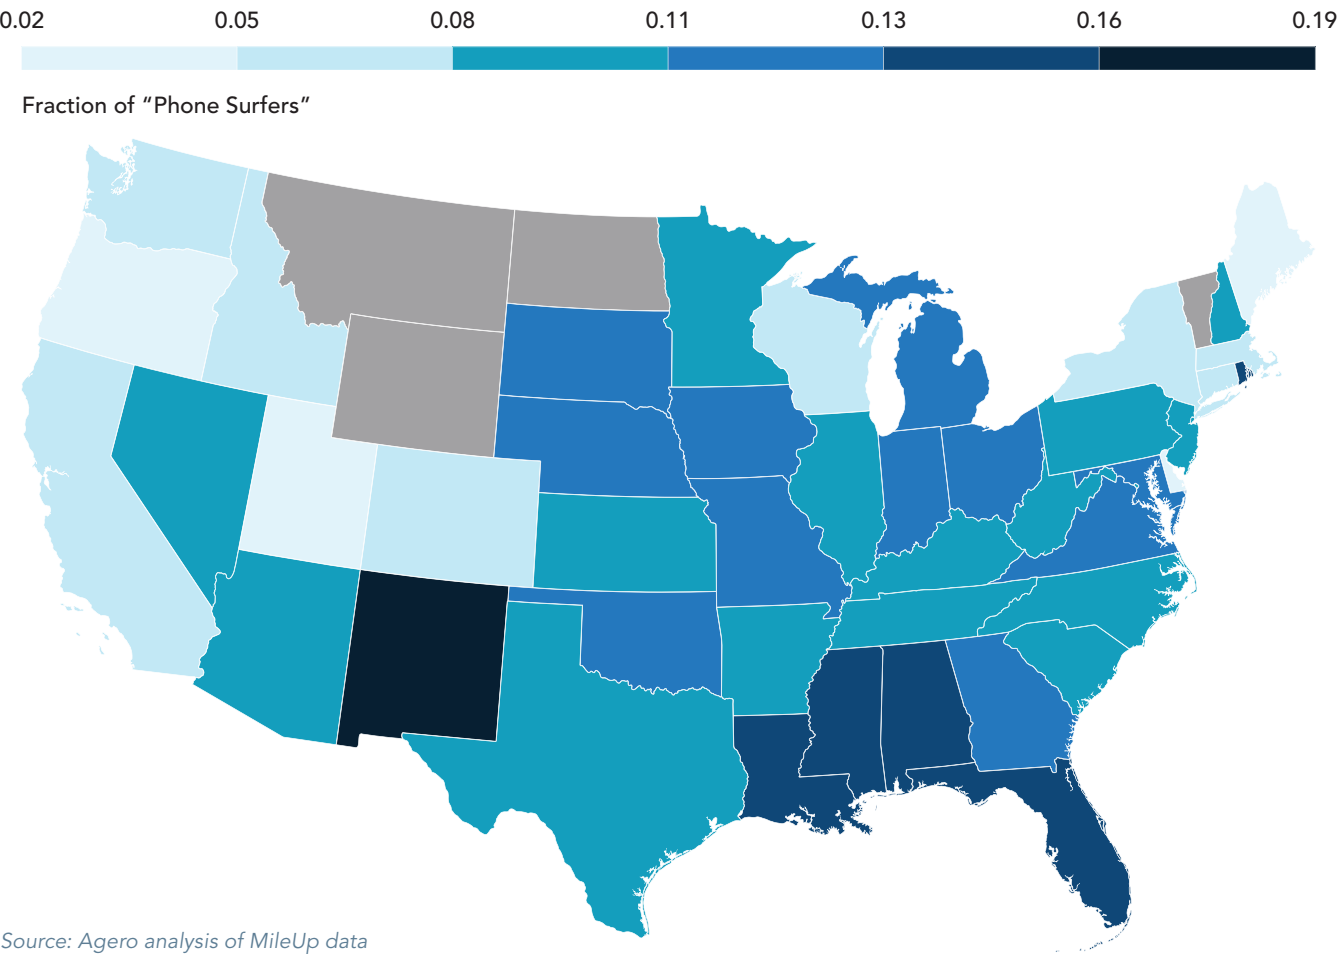 0.02 0.05 0.08 0.11 0.13 0.16 0.19
Fraction of “Phone Surfers”
Source: Agero analysis of MileUp data